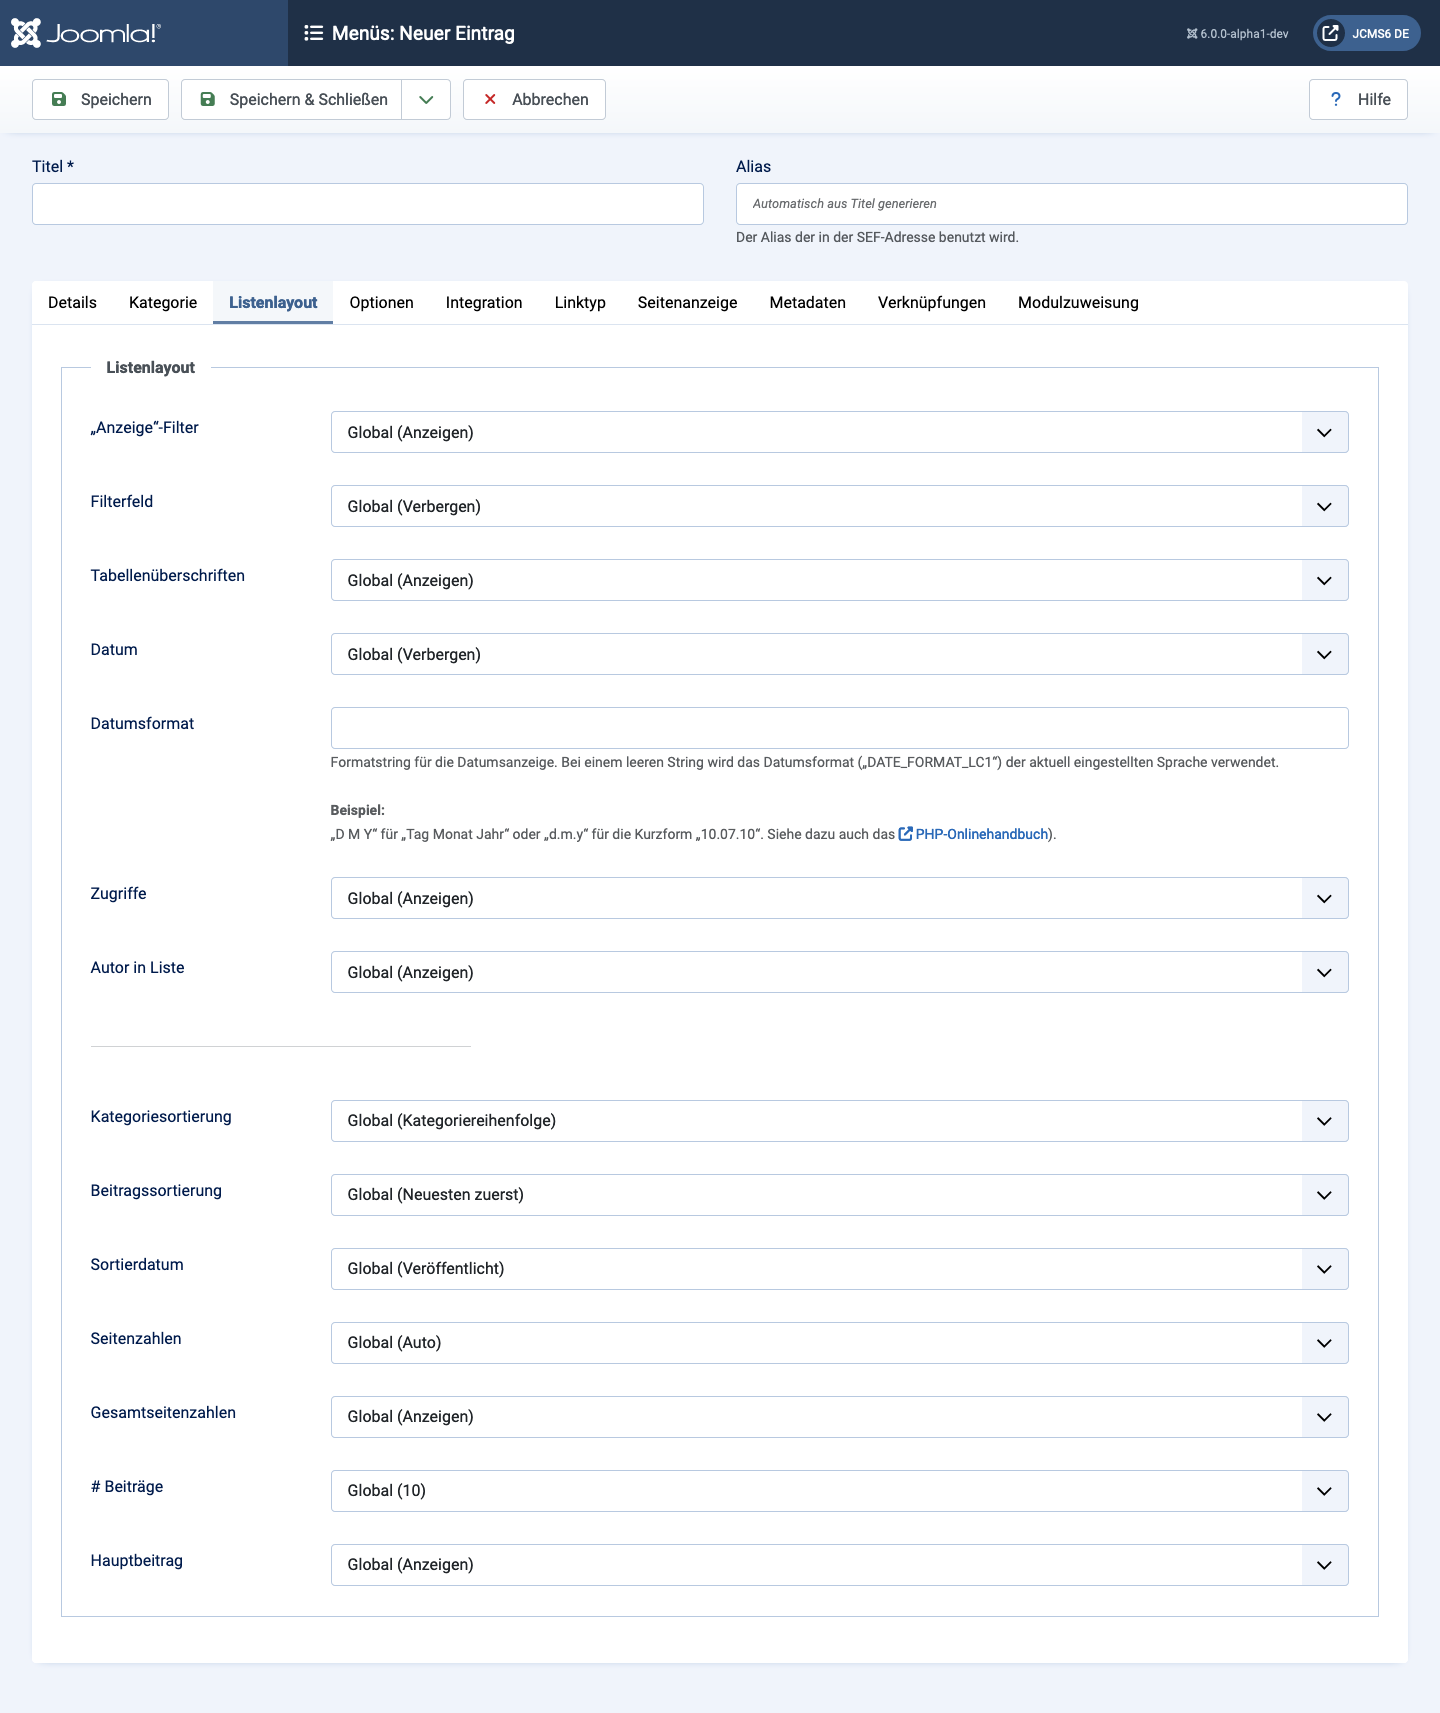 Joomla!®
Menüs: Neuer Eintrag
6.0.0-alpha1-dev
JCMS6 DE
Speichern
Speichern & Schließen
Abbrechen
? Hilfe
Titel *
Alias
Automatisch aus Titel generieren
Der Alias der in der SEF-Adresse benutzt wird.
Details Kategorie Listenlayout Optionen Integration Linktyp Seitenanzeige Metadaten Verknüpfungen Modulzuweisung
Listenlayout
„Anzeige“-Filter
Global (Anzeigen)
Filterfeld
Global (Verbergen)
Tabellenüberschriften
Global (Anzeigen)
Datum
Global (Verbergen)
Datumsformat
Formatstring für die Datumsanzeige. Bei einem leeren String wird das Datumsformat („DATE_FORMAT_LC1“) der aktuell eingestellten Sprache verwendet.
Beispiel:
„D M Y“ für „Tag Monat Jahr“ oder „d.m.y“ für die Kurzform „10.07.10“. Siehe dazu auch das PHP-Onlinehandbuch).
Zugriffe
Global (Anzeigen)
Autor in Liste
Global (Anzeigen)
Kategoriesortierung
Global (Kategoriereihenfolge)
Beitragssortierung
Global (Neuesten zuerst)
Sortierdatum
Global (Veröffentlicht)
Seitenzahlen
Global (Auto)
Gesamtseitenzahlen
Global (Anzeigen)
# Beiträge
Global (10)
Hauptbeitrag
Global (Anzeigen)